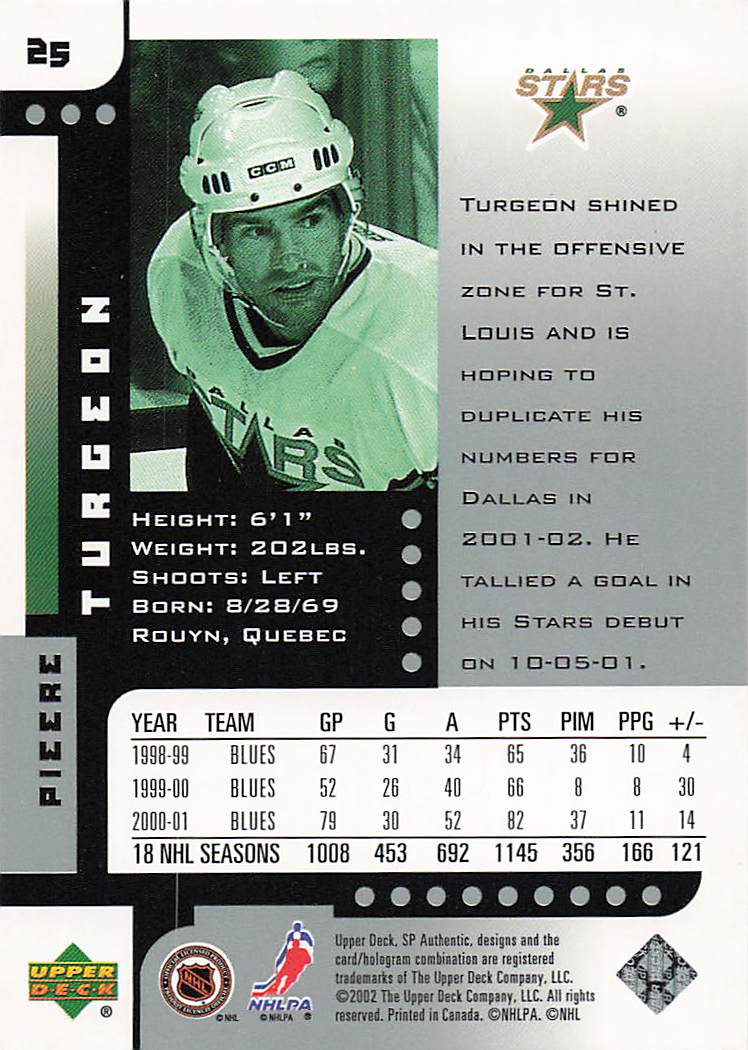 25
DALLAS
STARS®
CCM
DALLAS
STARS
PIERRE
TURGEON
TURGEON SHINED
IN THE OFFENSIVE
ZONE FOR ST.
LOUIS AND IS
HOPING TO
DUPLICATE HIS
NUMBERS FOR
DALLAS IN
2001-02. HE
TALLIED A GOAL IN
HIS STARS DEBUT
ON 10-05-01.
HEIGHT: 6'1"
WEIGHT: 202LBS.
SHOOTS: LEFT
BORN: 8/28/69
ROUYN, QUEBEC
YEAR TEAM GP G A PTS PIM PPG +/-
1998-99 BLUES 67 31 34 65 36 10 4
1999-00 BLUES 52 26 40 66 8 8 30
2000-01 BLUES 79 30 52 82 37 11 14
18 NHL SEASONS 1008 453 692 1145 356 166 121
UPPER
DECK®
NHL
©NHL
NHLPA
©NHLPA ®
Upper Deck, SP Authentic, designs and the
card/hologram combination are registered
trademarks of The Upper Deck Company, LLC.
©2002 The Upper Deck Company, LLC. All rights
reserved. Printed in Canada. ©NHLPA. ©NHL